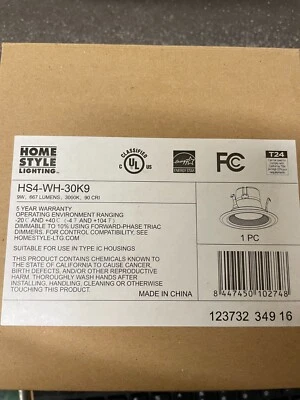 HOME
STYLE
LIGHTING
CLASSIFIED
C UL US
ENERGY STAR
FC
T24
HS4-WH-30K9
9W, 667 LUMENS, 3000K, 90 CRI
5 YEAR WARRANTY
OPERATING ENVIRONMENT RANGING
-20 C AND +40 C (-4 ? AND +104 ?)
DIMMABLE TO 10% USING FORWARD-PHASE TRIAC
DIMMERS, FOR CONTROL COMPATIBILITY, SEE
HOMESTYLE-LTG.COM
SUITABLE FOR USE IN TYPE IC HOUSINGS
1 PC
THIS PRODUCT CONTAINS CHEMICALS KNOWN TO
THE STATE OF CALIFORNIA TO CAUSE CANCER,
BIRTH DEFECTS, AND/OR OTHER REPRODUCTIVE
HARM. THOROUGHLY WASH HANDS AFTER
INSTALLING, HANDLING, CLEANING OR OTHERWISE
TOUCHING THIS PRODUCT.
MADE IN CHINA
8 447450 102748
123732 349 16